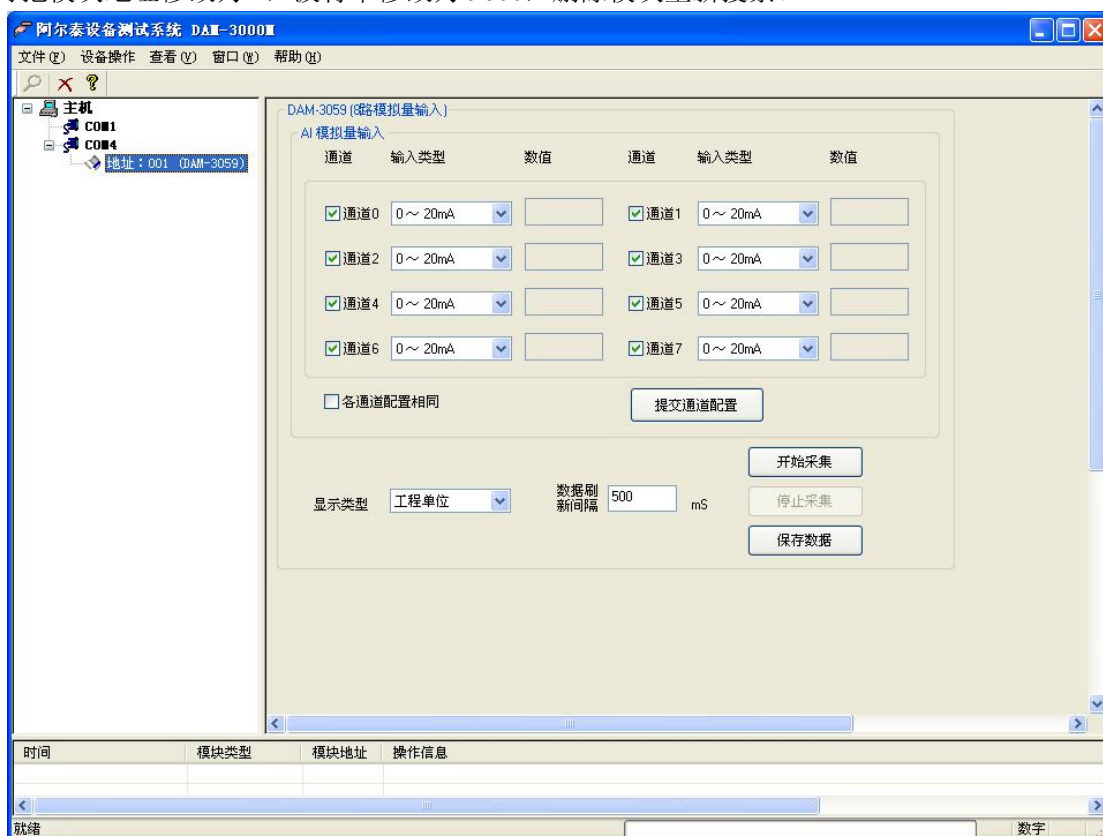 阿尔泰设备测试系统 DAM-3000M
文件(F) 设备操作 查看(V) 窗口(W) 帮助(H)
主机
COM1
COM4
地址：001 (DAM-3059)
DAM-3059 (8路模拟量输入)
AI 模拟量输入
通道 输入类型 数值 通道 输入类型 数值
通道0 0～ 20mA 通道1 0～ 20mA
通道2 0～ 20mA 通道3 0～ 20mA
通道4 0～ 20mA 通道5 0～ 20mA
通道6 0～ 20mA 通道7 0～ 20mA
各通道配置相同 提交通道配置
开始采集
显示类型 工程单位 数据刷新间隔 500 mS 停止采集
保存数据
时间 模块类型 模块地址 操作信息
就绪 数字